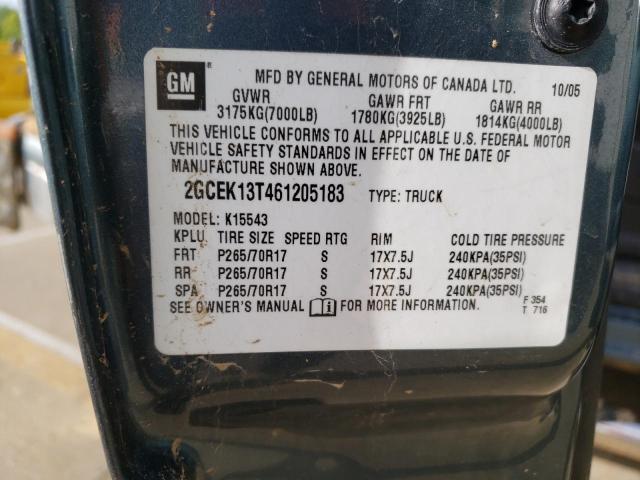 GM ®
MFD BY GENERAL MOTORS OF CANADA LTD. 10/05
GVWR GAWR FRT GAWR RR
3175KG(7000LB) 1780KG(3925LB) 1814KG(4000LB)
THIS VEHICLE CONFORMS TO ALL APPLICABLE U.S. FEDERAL MOTOR
VEHICLE SAFETY STANDARDS IN EFFECT ON THE DATE OF
MANUFACTURE SHOWN ABOVE.
2GCEK13T461205183 TYPE: TRUCK
MODEL: K15543
KPLU TIRE SIZE SPEED RTG RIM COLD TIRE PRESSURE
FRT P265/70R17 S 17X7.5J 240KPA(35PSI)
RR P265/70R17 S 17X7.5J 240KPA(35PSI)
SPA P265/70R17 S 17X7.5J 240KPA(35PSI)
SEE OWNER'S MANUAL FOR MORE INFORMATION.
F 354
T 716